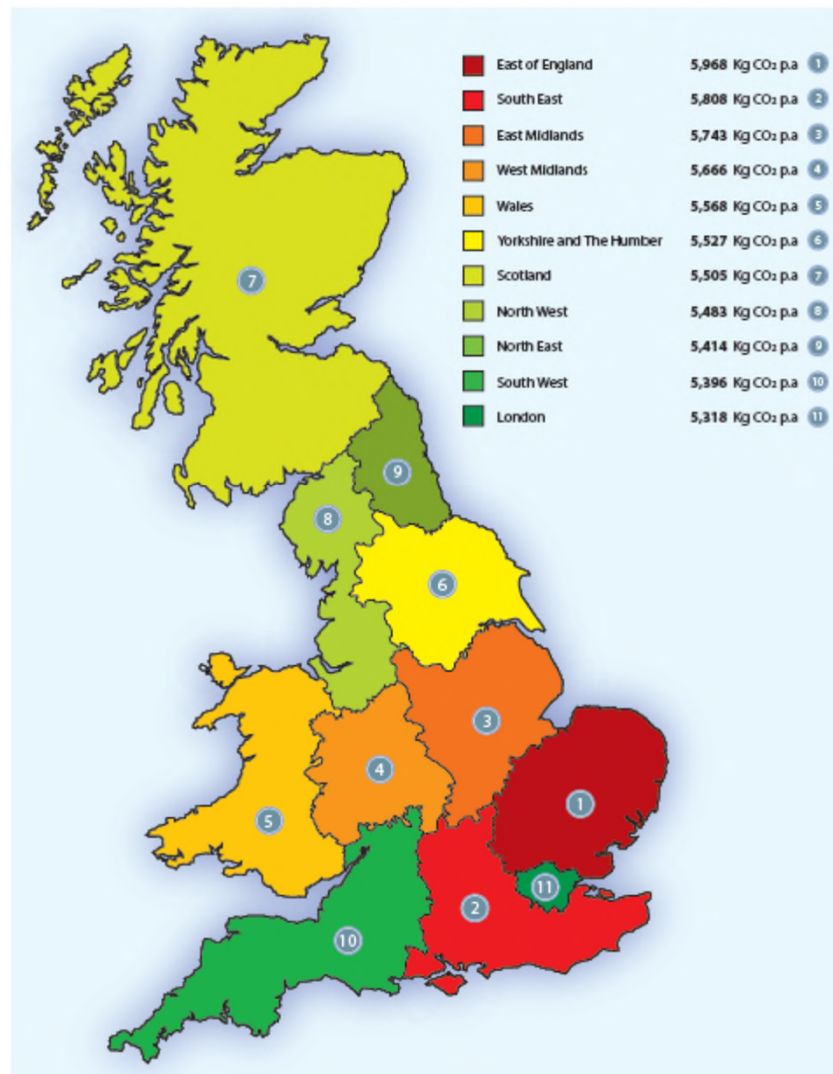 East of England 5,968 Kg CO₂ p.a 1
South East 5,808 Kg CO₂ p.a 2
East Midlands 5,743 Kg CO₂ p.a 3
West Midlands 5,666 Kg CO₂ p.a 4
Wales 5,568 Kg CO₂ p.a 5
Yorkshire and The Humber 5,527 Kg CO₂ p.a 6
Scotland 5,505 Kg CO₂ p.a 7
North West 5,483 Kg CO₂ p.a 8
North East 5,414 Kg CO₂ p.a 9
South West 5,396 Kg CO₂ p.a 10
London 5,318 Kg CO₂ p.a 11
7
9
8
6
3
4
1
5
11
2
10